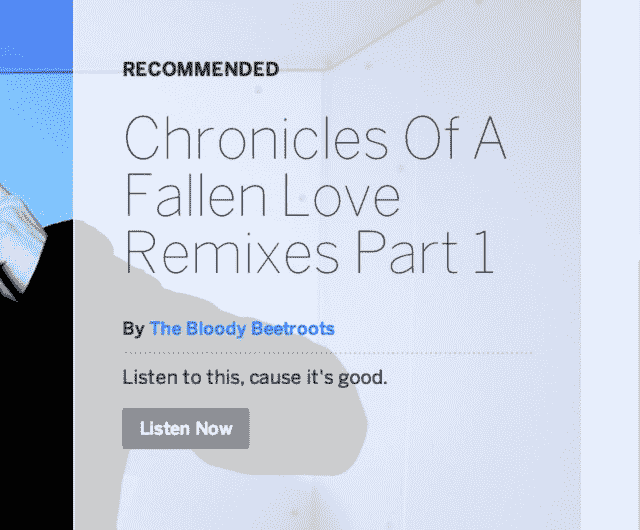 RECOMMENDED
Chronicles Of A
Fallen Love
Remixes Part 1
By The Bloody Beetroots
Listen to this, cause it's good.
Listen Now